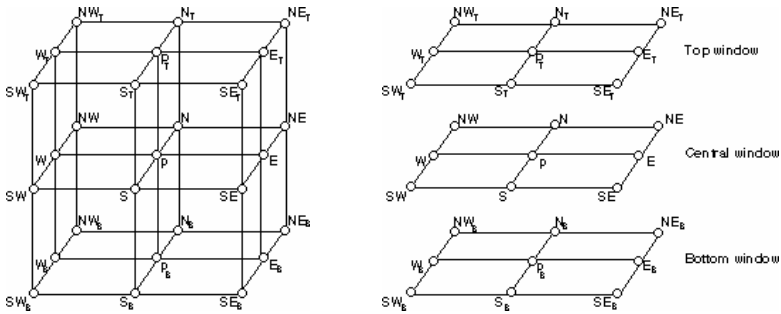 NW_T N_T NE_T NW_T N_T NE_T
W_T P_T E_T W_T P_T E_T Top window
SW_T S_T SE_T SW_T S_T SE_T
NW N NE NW N NE
W P E W P E Central window
SW S SE SW S SE
NW_B N_B NE_B NW_B N_B NE_B
W_B P_B E_B W_B P_B E_B Bottom window
SW_B S_B SE_B SW_B S_B SE_B